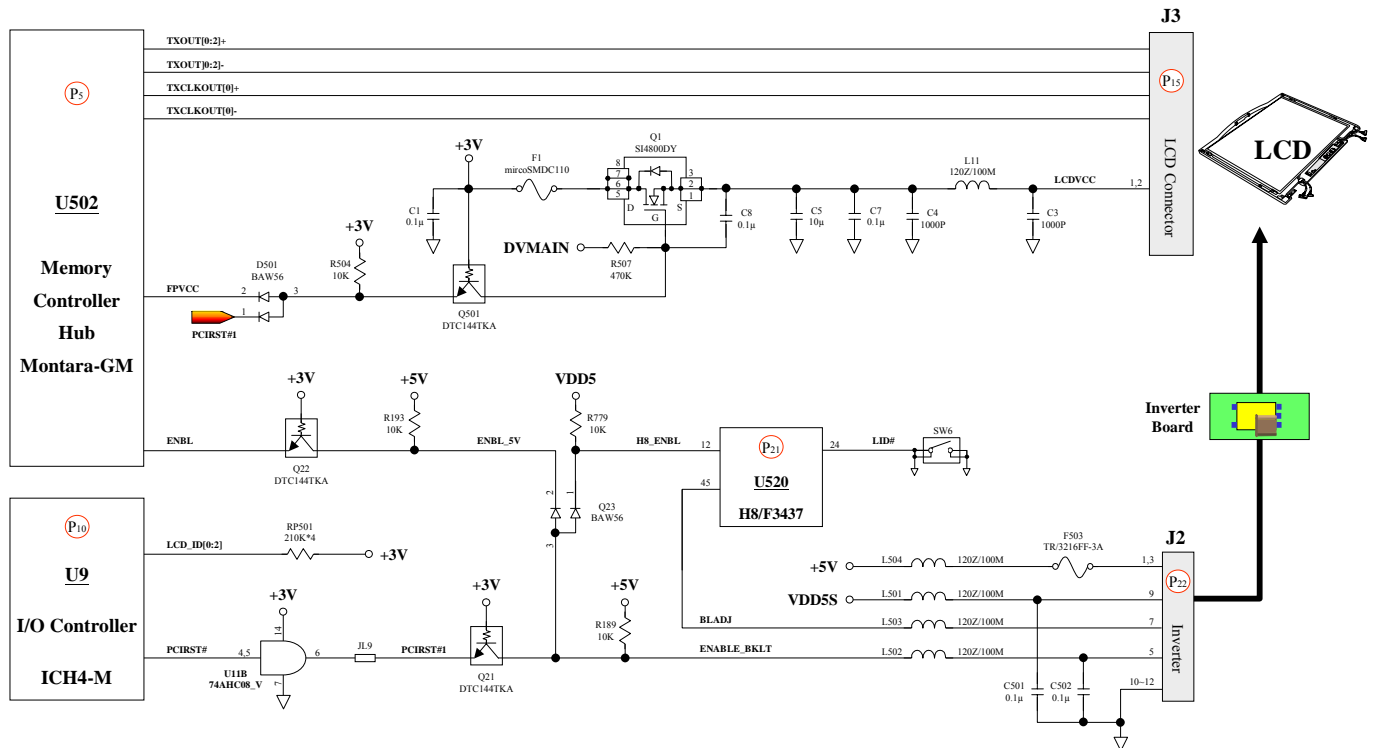 J3
TXOUT[0:2]+
TXOUT]0:2]-
TXCLKOUT[0]+
TXCLKOUT[0]-
P5
P15
U502
Memory
Controller
Hub
Montara-GM
LCD Connector
LCD
+3V
F1
mircoSMDC110
Q1
SI4800DY
8
7
6
5
3
2
1
D
S
G
C1
0.1µ
C8
0.1µ
C5
10µ
C7
0.1µ
C4
1000P
L11
120Z/100M
C3
1000P
LCDVCC
1,2
DVMAIN
R507
470K
+3V
R504
10K
D501
BAW56
FPVCC
2
3
1
PCIRST#1
Q501
DTC144TKA
+3V
+5V
VDD5
R193
10K
R779
10K
ENBL
Q22
DTC144TKA
ENBL_5V
H8_ENBL
12
P21
24
LID#
SW6
45
U520
H8/F3437
2
1
Q23
BAW56
3
Inverter
Board
P10
U9
I/O Controller
ICH4-M
LCD_ID[0:2]
RP501
210K*4
+3V
+3V
14
PCIRST#
4,5
6
U11B
74AHC08_V
7
JL9
PCIRST#1
+3V
Q21
DTC144TKA
+5V
R189
10K
BLADJ
ENABLE_BKLT
J2
P22
Inverter
+5V
L504
120Z/100M
F503
TR/3216FF-3A
1,3
VDD5S
L501
120Z/100M
9
L503
120Z/100M
7
L502
120Z/100M
5
C501
0.1µ
C502
0.1µ
10~12